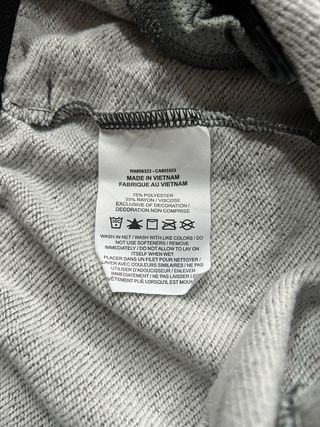 RN#56323 - CA#05553
MADE IN VIETNAM
FABRIQUE AU VIETNAM
75% POLYESTER
25% RAYON / VISCOSE
EXCLUSIVE OF DECORATION /
DECORATION NON COMPRISE
WASH IN NET / WASH WITH LIKE COLORS / DO
NOT USE SOFTENERS / REMOVE
IMMEDIATELY / DO NOT ALLOW TO LAY ON
ITSELF WHEN WET
PLACER DANS UN FILET POUR NETTOYER /
LAVER AVEC COULEURS SIMILAIRES / NE PAS
UTILISER D'ADOUCISSEUR / ENLEVER
IMMEDIATEMENT / NE PAS LAISSER LE
VETEMENT PLIÉ LORSQU'IL EST MOUI